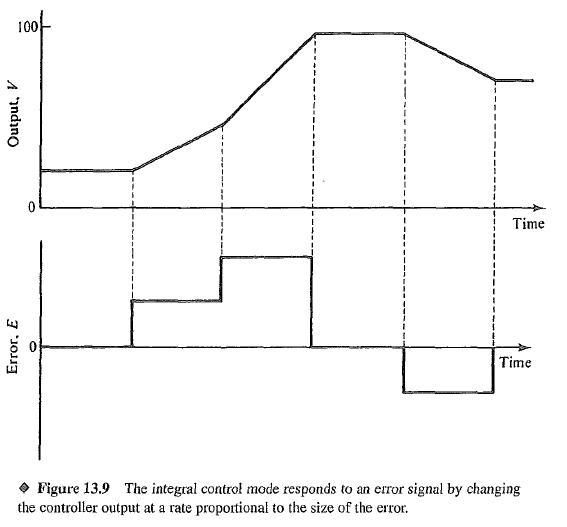 100
Output, V
0
Time
Error, E
0
Time
◆ Figure 13.9 The integral control mode responds to an error signal by changing
the controller output at a rate proportional to the size of the error.